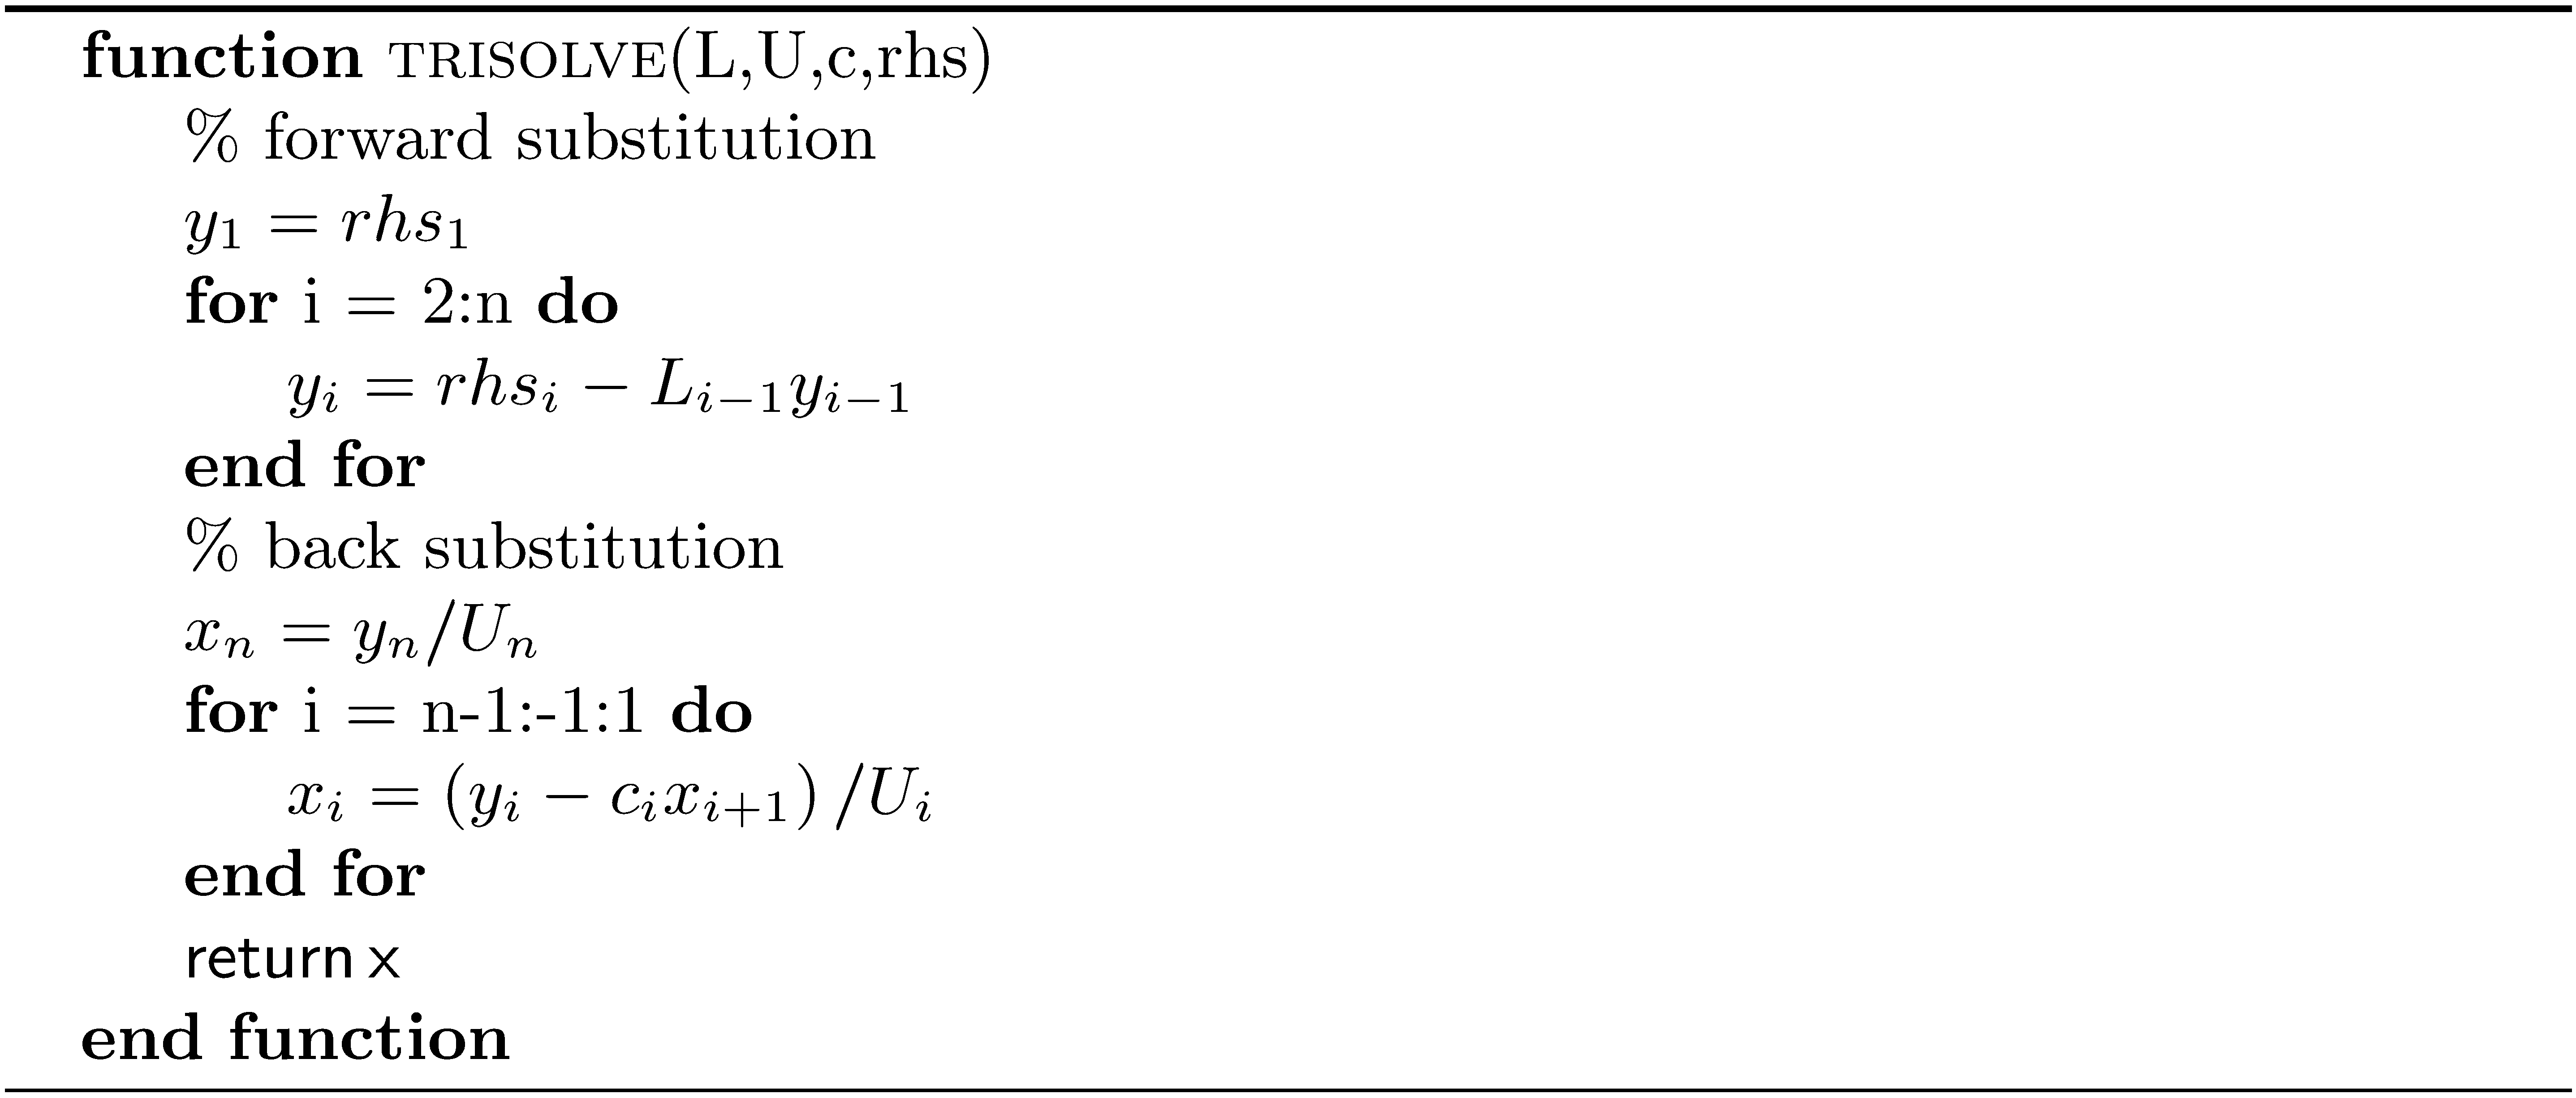 function TRISOLVE(L,U,c,rhs)
% forward substitution
y₁ = rhs₁
for i = 2:n do
yᵢ = rhsᵢ − Lᵢ₋₁yᵢ₋₁
end for
% back substitution
xₙ = yₙ/Uₙ
for i = n-1:-1:1 do
xᵢ = (yᵢ − cᵢxᵢ₊₁) /Uᵢ
end for
return x
end function